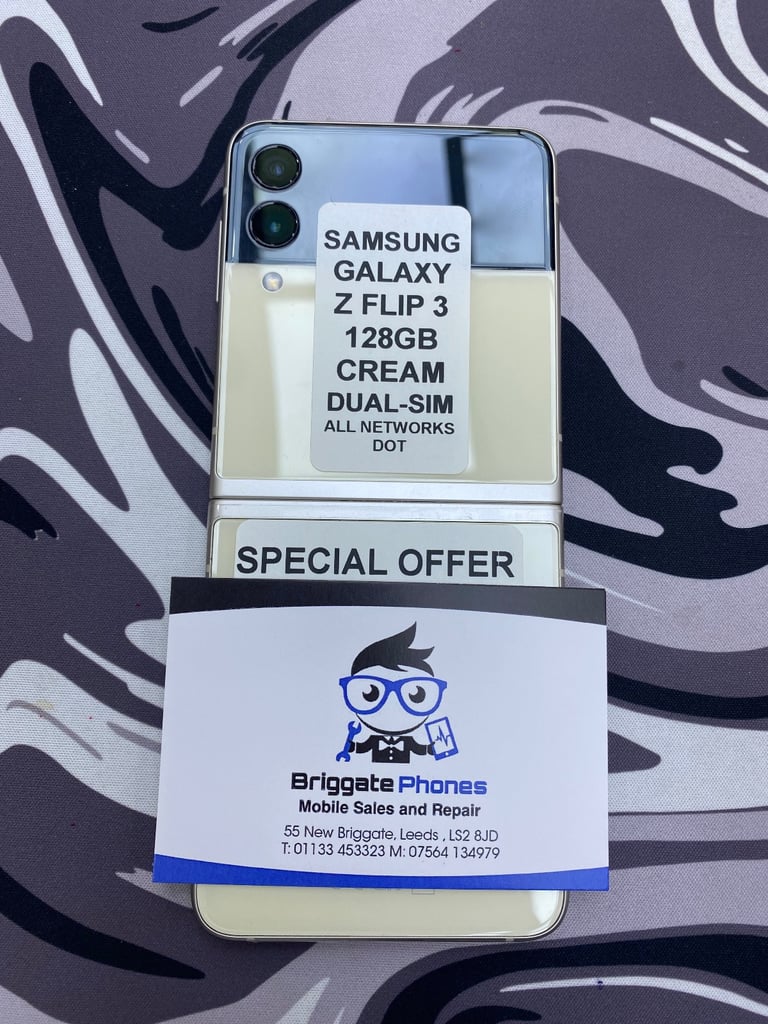 SAMSUNG
GALAXY
Z FLIP 3
128GB
CREAM
DUAL-SIM
ALL NETWORKS
DOT
SPECIAL OFFER
Briggate Phones
Mobile Sales and Repair
55 New Briggate, Leeds , LS2 8JD
T: 01133 453323 M: 07564 134979